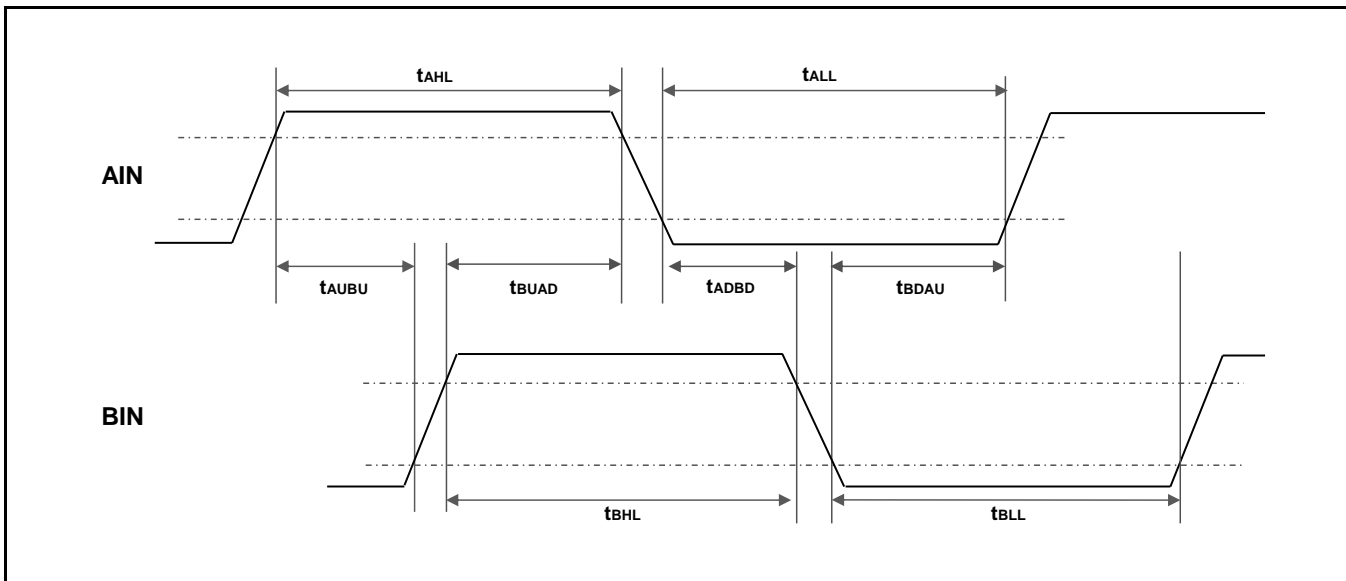 tAHL tALL
AIN
tAUBU tBUAD tADBD tBDAU
BIN
tBHL tBLL